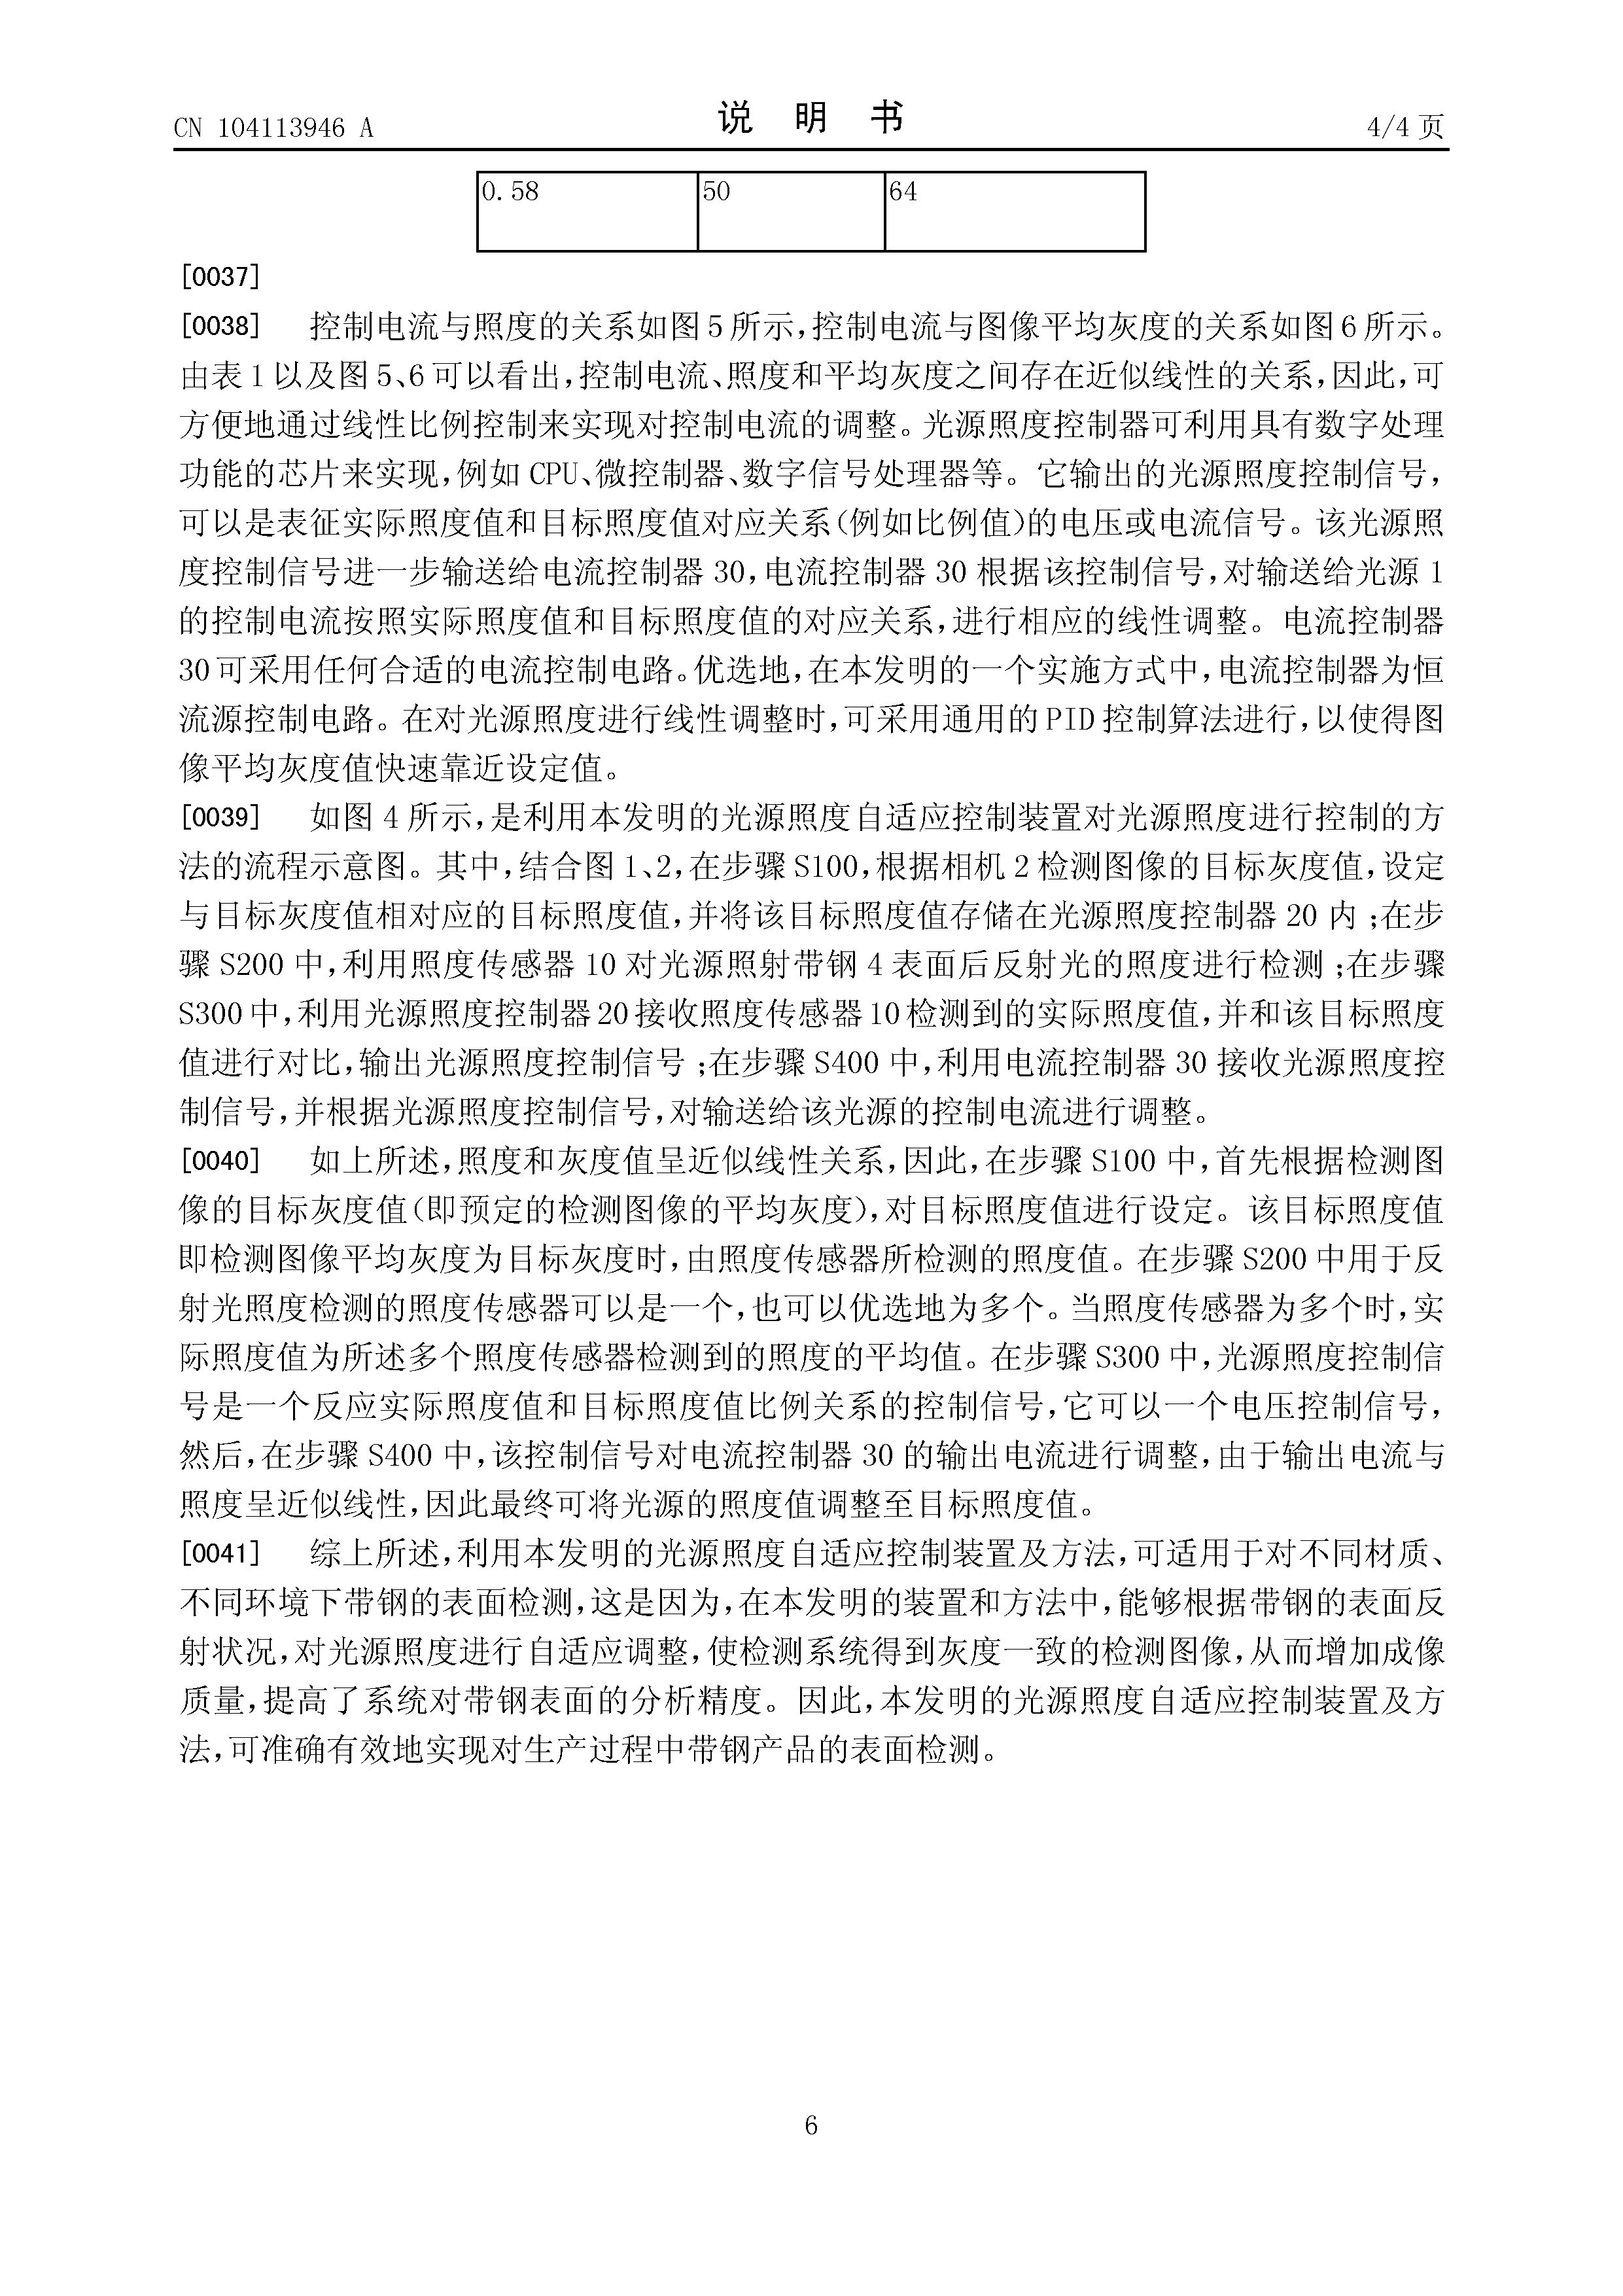 CN 104113946 A
说 明 书
4/4 页
0.58 50 64
[0037]
[0038] 控制电流与照度的关系如图5所示,控制电流与图像平均灰度的关系如图6所示。
由表1以及图5、6可以看出,控制电流、照度和平均灰度之间存在近似线性的关系,因此,可
方便地通过线性比例控制来实现对控制电流的调整。光源照度控制器可利用具有数字处理
功能的芯片来实现,例如CPU、微控制器、数字信号处理器等。它输出的光源照度控制信号,
可以是表征实际照度值和目标照度值对应关系(例如比例值)的电压或电流信号。该光源照
度控制信号进一步输送给电流控制器 30,电流控制器 30 根据该控制信号,对输送给光源 1
的控制电流按照实际照度值和目标照度值的对应关系,进行相应的线性调整。电流控制器
30可采用任何合适的电流控制电路。优选地,在本发明的一个实施方式中,电流控制器为恒
流源控制电路。在对光源照度进行线性调整时,可采用通用的PID控制算法进行,以使得图
像平均灰度值快速靠近设定值。
[0039] 如图 4 所示,是利用本发明的光源照度自适应控制装置对光源照度进行控制的方
法的流程示意图。其中,结合图 1、2,在步骤 S100,根据相机 2 检测图像的目标灰度值,设定
与目标灰度值相对应的目标照度值,并将该目标照度值存储在光源照度控制器 20 内 ;在步
骤 S200 中,利用照度传感器 10 对光源照射带钢 4 表面后反射光的照度进行检测 ;在步骤
S300中,利用光源照度控制器20接收照度传感器10检测到的实际照度值,并和该目标照度
值进行对比,输出光源照度控制信号 ;在步骤 S400 中,利用电流控制器 30 接收光源照度控
制信号,并根据光源照度控制信号,对输送给该光源的控制电流进行调整。
[0040] 如上所述,照度和灰度值呈近似线性关系,因此,在步骤 S100 中,首先根据检测图
像的目标灰度值(即预定的检测图像的平均灰度),对目标照度值进行设定。该目标照度值
即检测图像平均灰度为目标灰度时,由照度传感器所检测的照度值。在步骤 S200 中用于反
射光照度检测的照度传感器可以是一个,也可以优选地为多个。当照度传感器为多个时,实
际照度值为所述多个照度传感器检测到的照度的平均值。在步骤 S300 中,光源照度控制信
号是一个反应实际照度值和目标照度值比例关系的控制信号,它可以一个电压控制信号,
然后,在步骤 S400 中,该控制信号对电流控制器 30 的输出电流进行调整,由于输出电流与
照度呈近似线性,因此最终可将光源的照度值调整至目标照度值。
[0041] 综上所述,利用本发明的光源照度自适应控制装置及方法,可适用于对不同材质、
不同环境下带钢的表面检测,这是因为,在本发明的装置和方法中,能够根据带钢的表面反
射状况,对光源照度进行自适应调整,使检测系统得到灰度一致的检测图像,从而增加成像
质量,提高了系统对带钢表面的分析精度。因此,本发明的光源照度自适应控制装置及方
法,可准确有效地实现对生产过程中带钢产品的表面检测。
6